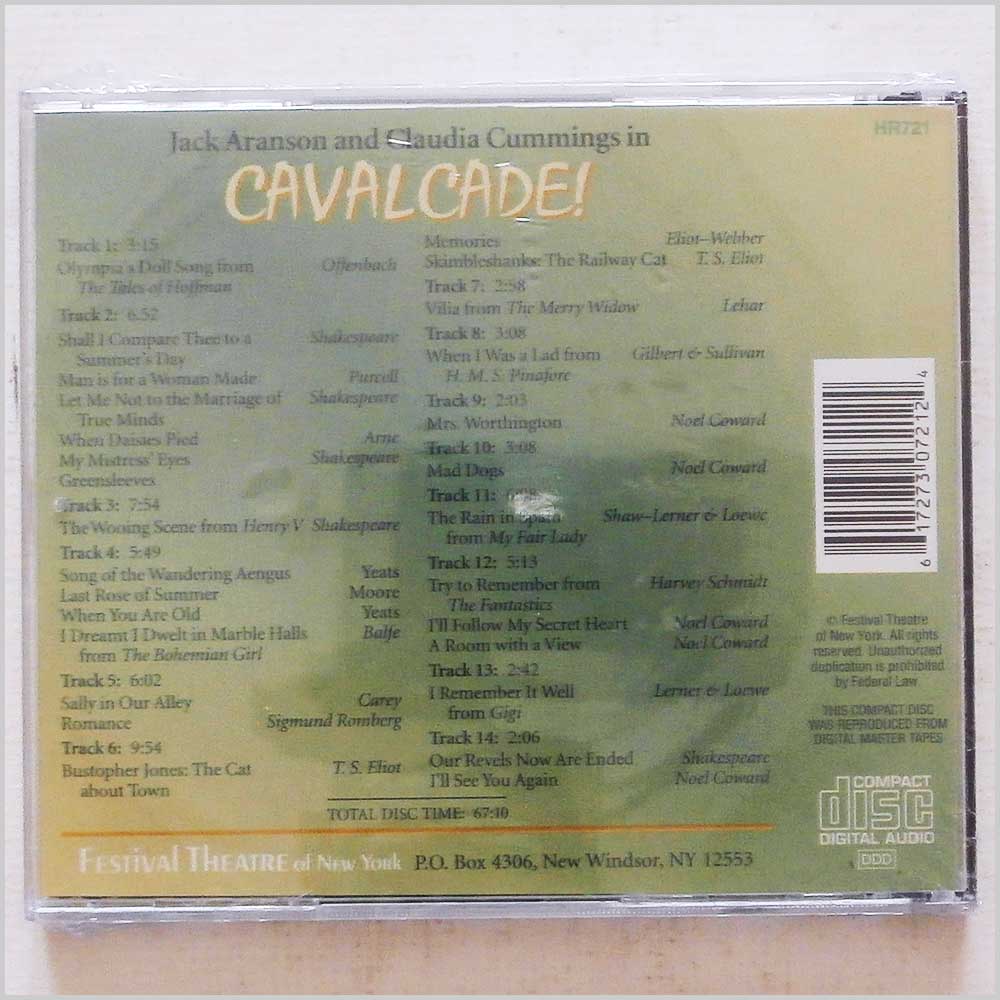 Jack Aranson and Claudia Cummings in
HR721
CAVALCADE!
Track 1: 3:15
Olympia's Doll Song from Offenbach
The Tales of Hoffman
Track 2: 6.52
Shall I Compare Thee to a Shakespeare
Summer's Day
Man is for a Woman Made Purcell
Let Me Not to the Marriage of Shakespeare
True Minds
When Daisies Pied Arne
My Mistress' Eyes Shakespeare
Greensleeves
Track 3: 7:54
The Wooing Scene from Henry V Shakespeare
Track 4: 5:49
Song of the Wandering Aengus Yeats
Last Rose of Summer Moore
When You Are Old Yeats
I Dreamt I Dwelt in Marble Halls Balfe
from The Bohemian Girl
Track 5: 6:02
Sally in Our Alley Carey
Romance Sigmund Romberg
Track 6: 9:54
Bustopher Jones: The Cat T. S. Eliot
about Town
Memories Eliot–Webber
Skimbleshanks: The Railway Cat T. S. Eliot
Track 7: 2:58
Vilia from The Merry Widow Lehar
Track 8: 3:08
When I Was a Lad from Gilbert & Sullivan
H. M. S. Pinafore
Track 9: 2:03
Mrs. Worthington Noel Coward
Track 10: 3:08
Mad Dogs Noel Coward
Track 11:
The Rain in Spain Shaw–Lerner & Loewe
from My Fair Lady
Track 12: 5:13
Try to Remember from Harvey Schmidt
The Fantastics
I'll Follow My Secret Heart Noel Coward
A Room with a View Noel Coward
Track 13: 2:42
I Remember It Well Lerner & Loewe
from Gigi
Track 14: 2:06
Our Revels Now Are Ended Shakespeare
I'll See You Again Noel Coward
TOTAL DISC TIME: 67:10
FESTIVAL THEATRE of NEW YORK P.O. Box 4306, New Windsor, NY 12553
6 17273 07212 4
© Festival Theatre
of New York. All rights
reserved. Unauthorized
duplication is prohibited
by Federal Law
THIS COMPACT DISC
WAS REPRODUCED FROM
DIGITAL MASTER TAPES
COMPACT
disc
DIGITAL AUDIO
DDD